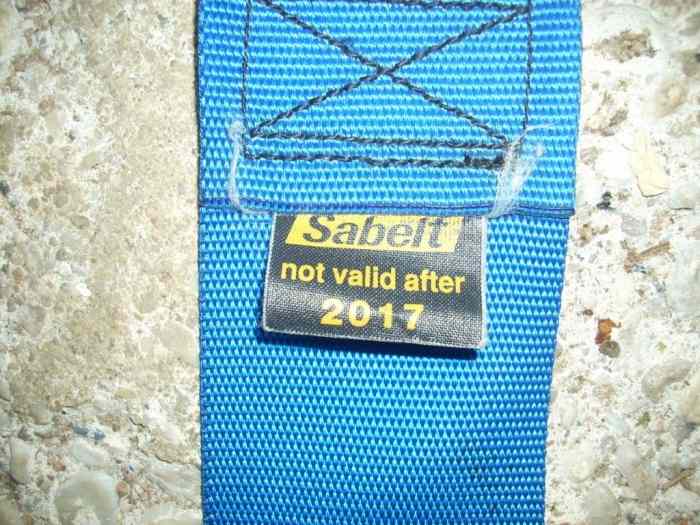 Sabelt
not valid after
2017